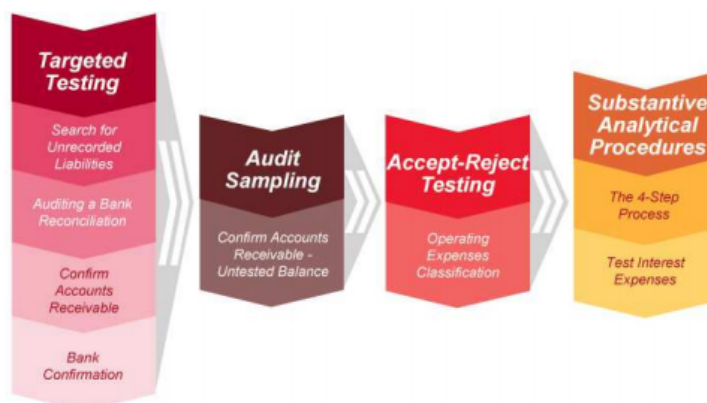 Targeted
Testing
Search for
Unrecorded
Liabilities
Auditing a Bank
Reconciliation
Confirm
Accounts
Receivable
Bank
Confirmation
Audit
Sampling
Confirm Accounts
Receivable -
Untested Balance
Accept-Reject
Testing
Operating
Expenses
Classification
Substantive
Analytical
Procedures
The 4-Step
Process
Test Interest
Expenses